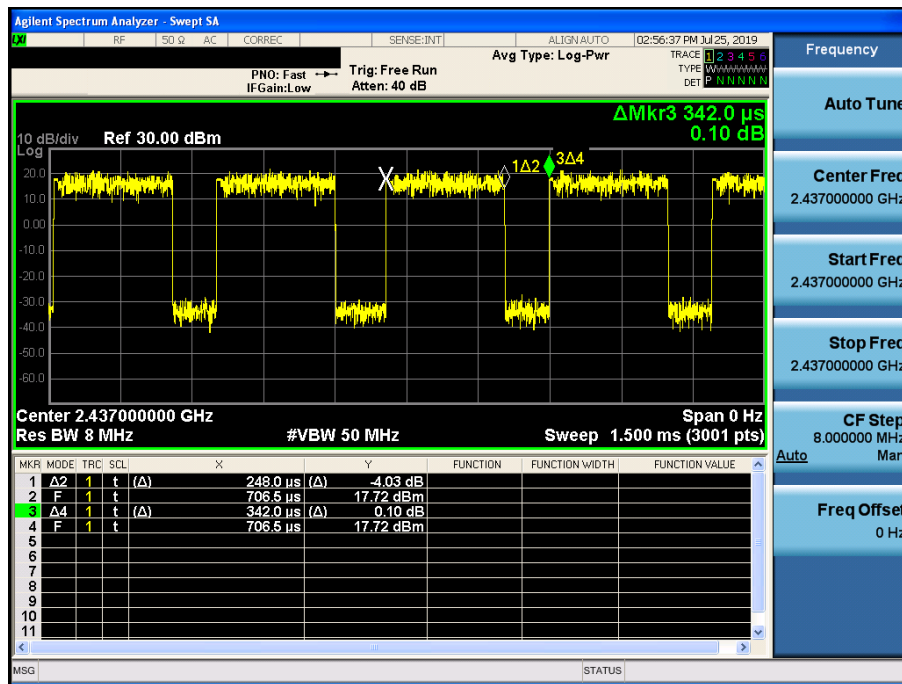 Agilent Spectrum Analyzer - Swept SA
LXI RF 50 Ω AC CORREC SENSE:INT ALIGN AUTO 02:56:37 PM Jul 25, 2019
PNO: Fast
IFGain:Low
Trig: Free Run
Atten: 40 dB
Avg Type: Log-Pwr
TRACE 1 2 3 4 5 6
TYPE WWWWWWW
DET P N N N N N
ΔMkr3 342.0 µs
0.10 dB
10 dB/div Ref 30.00 dBm
Log
20.0
10.0
0.00
-10.0
-20.0
-30.0
-40.0
-50.0
-60.0
X
1Δ2
3Δ4
Center 2.437000000 GHz Span 0 Hz
Res BW 8 MHz #VBW 50 MHz Sweep 1.500 ms (3001 pts)
MKR MODE TRC SCL X Y FUNCTION FUNCTION WIDTH FUNCTION VALUE
1 Δ2 1 t (Δ) 248.0 µs (Δ) -4.03 dB
2 F 1 t 706.5 µs 17.72 dBm
3 Δ4 1 t (Δ) 342.0 µs (Δ) 0.10 dB
4 F 1 t 706.5 µs 17.72 dBm
5
6
7
8
9
10
11
MSG STATUS
Frequency
Auto Tune
Center Freq
2.437000000 GHz
Start Freq
2.437000000 GHz
Stop Freq
2.437000000 GHz
CF Step
8.000000 MHz
Auto Man
Freq Offset
0 Hz